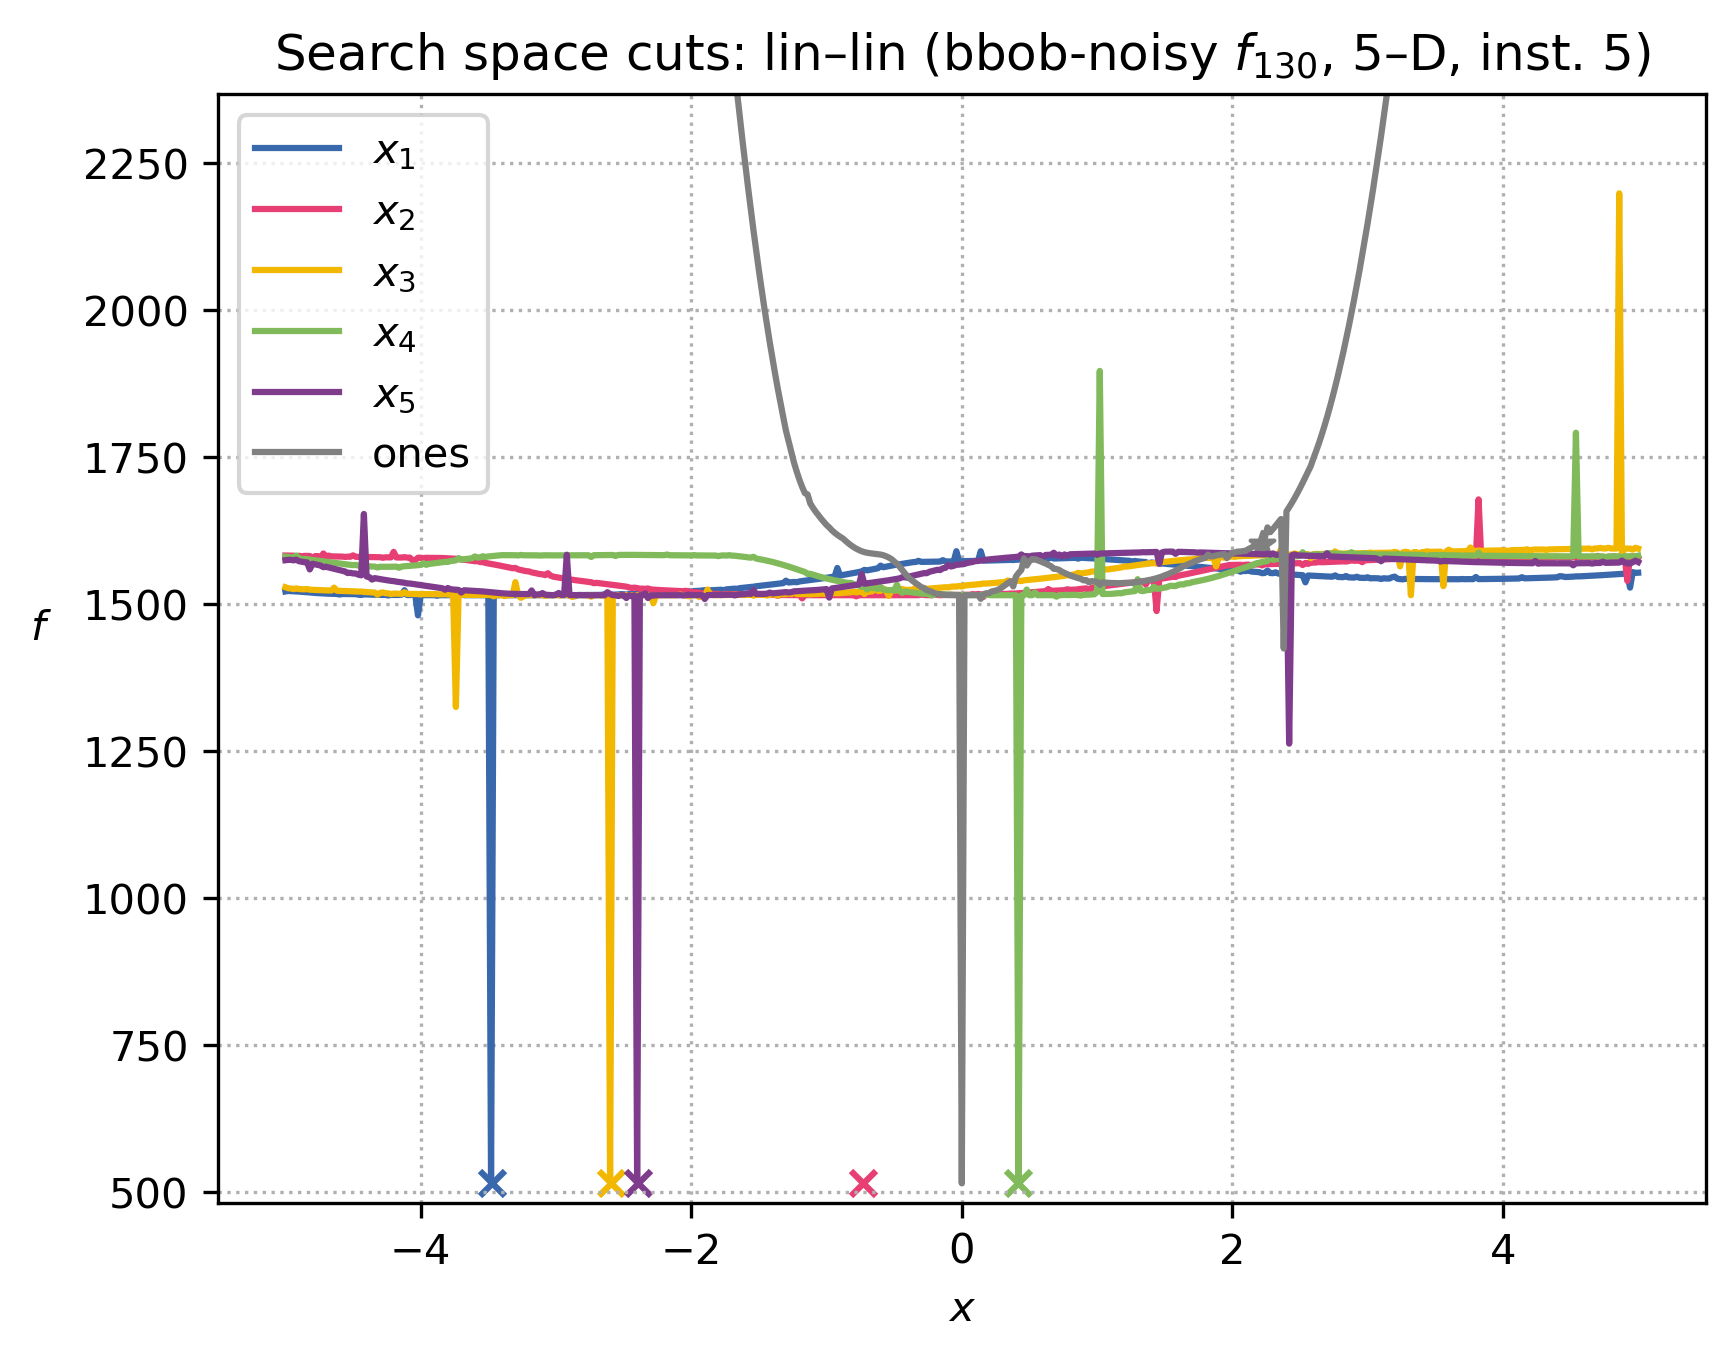 Search space cuts: lin–lin (bbob-noisy f₁₃₀, 5–D, inst. 5)
x₁
x₂
x₃
x₄
x₅
ones
2250
2000
1750
1500
1250
1000
750
500
f
−4 −2 0 2 4
x